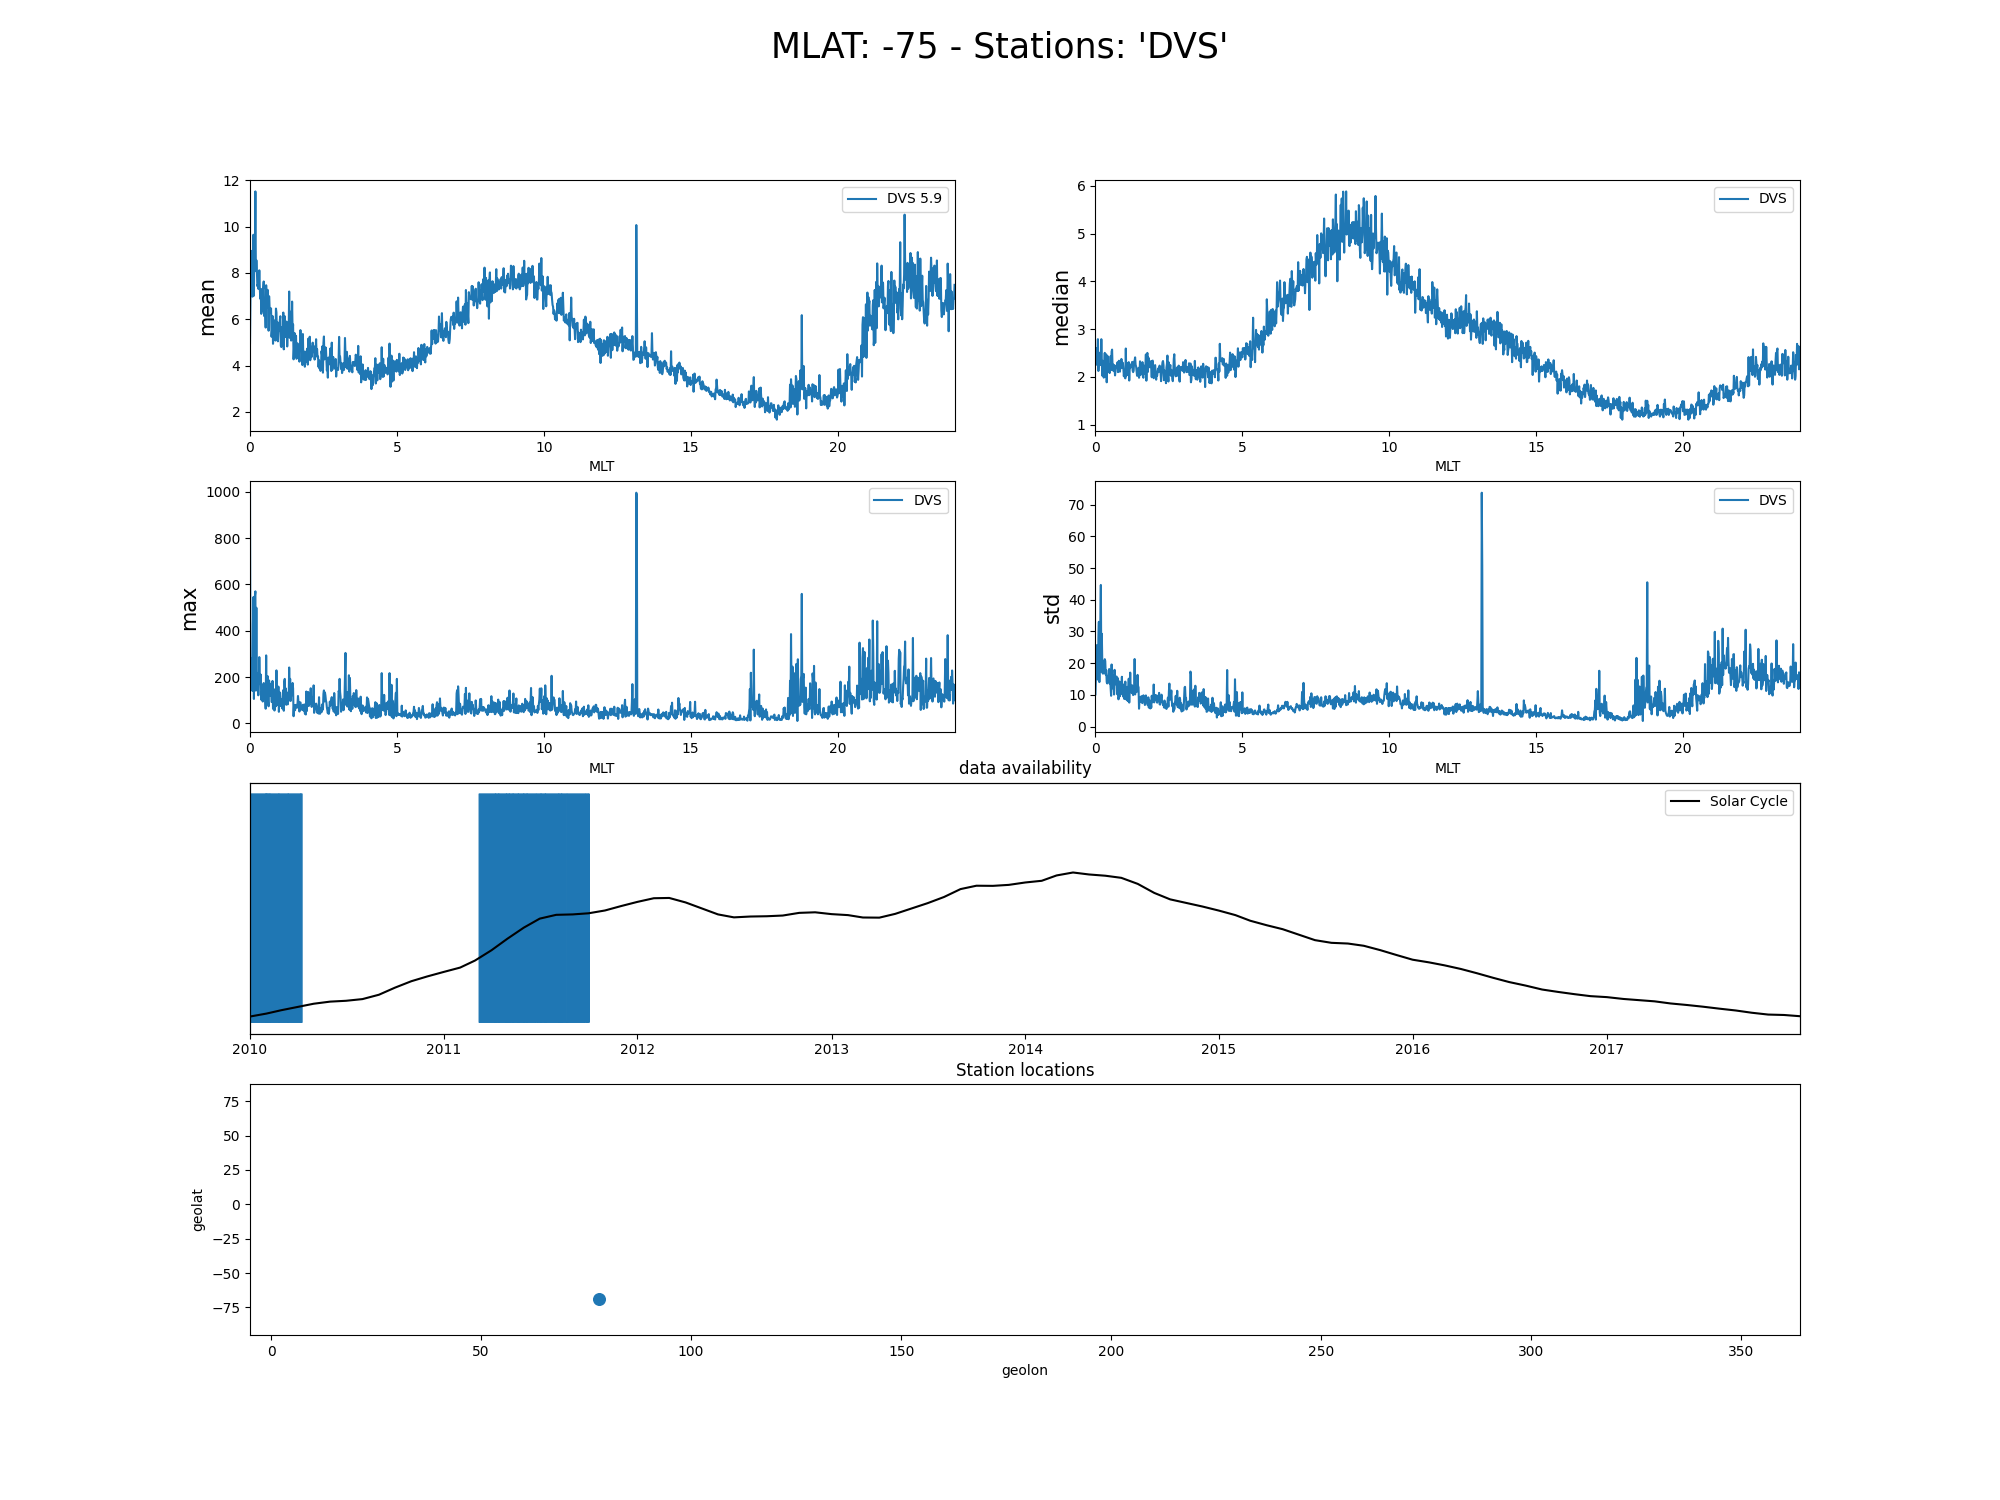 MLAT: -75 - Stations: 'DVS'
12
10
8
6
4
2
mean
DVS 5.9
0 5 10 15 20
MLT
6
5
4
3
2
1
median
DVS
0 5 10 15 20
MLT
1000
800
600
400
200
0
max
DVS
0 5 10 15 20
MLT
70
60
50
40
30
20
10
0
std
DVS
0 5 10 15 20
MLT
data availability
Solar Cycle
2010 2011 2012 2013 2014 2015 2016 2017
Station locations
75
50
25
0
−25
−50
−75
geolat
0 50 100 150 200 250 300 350
geolon